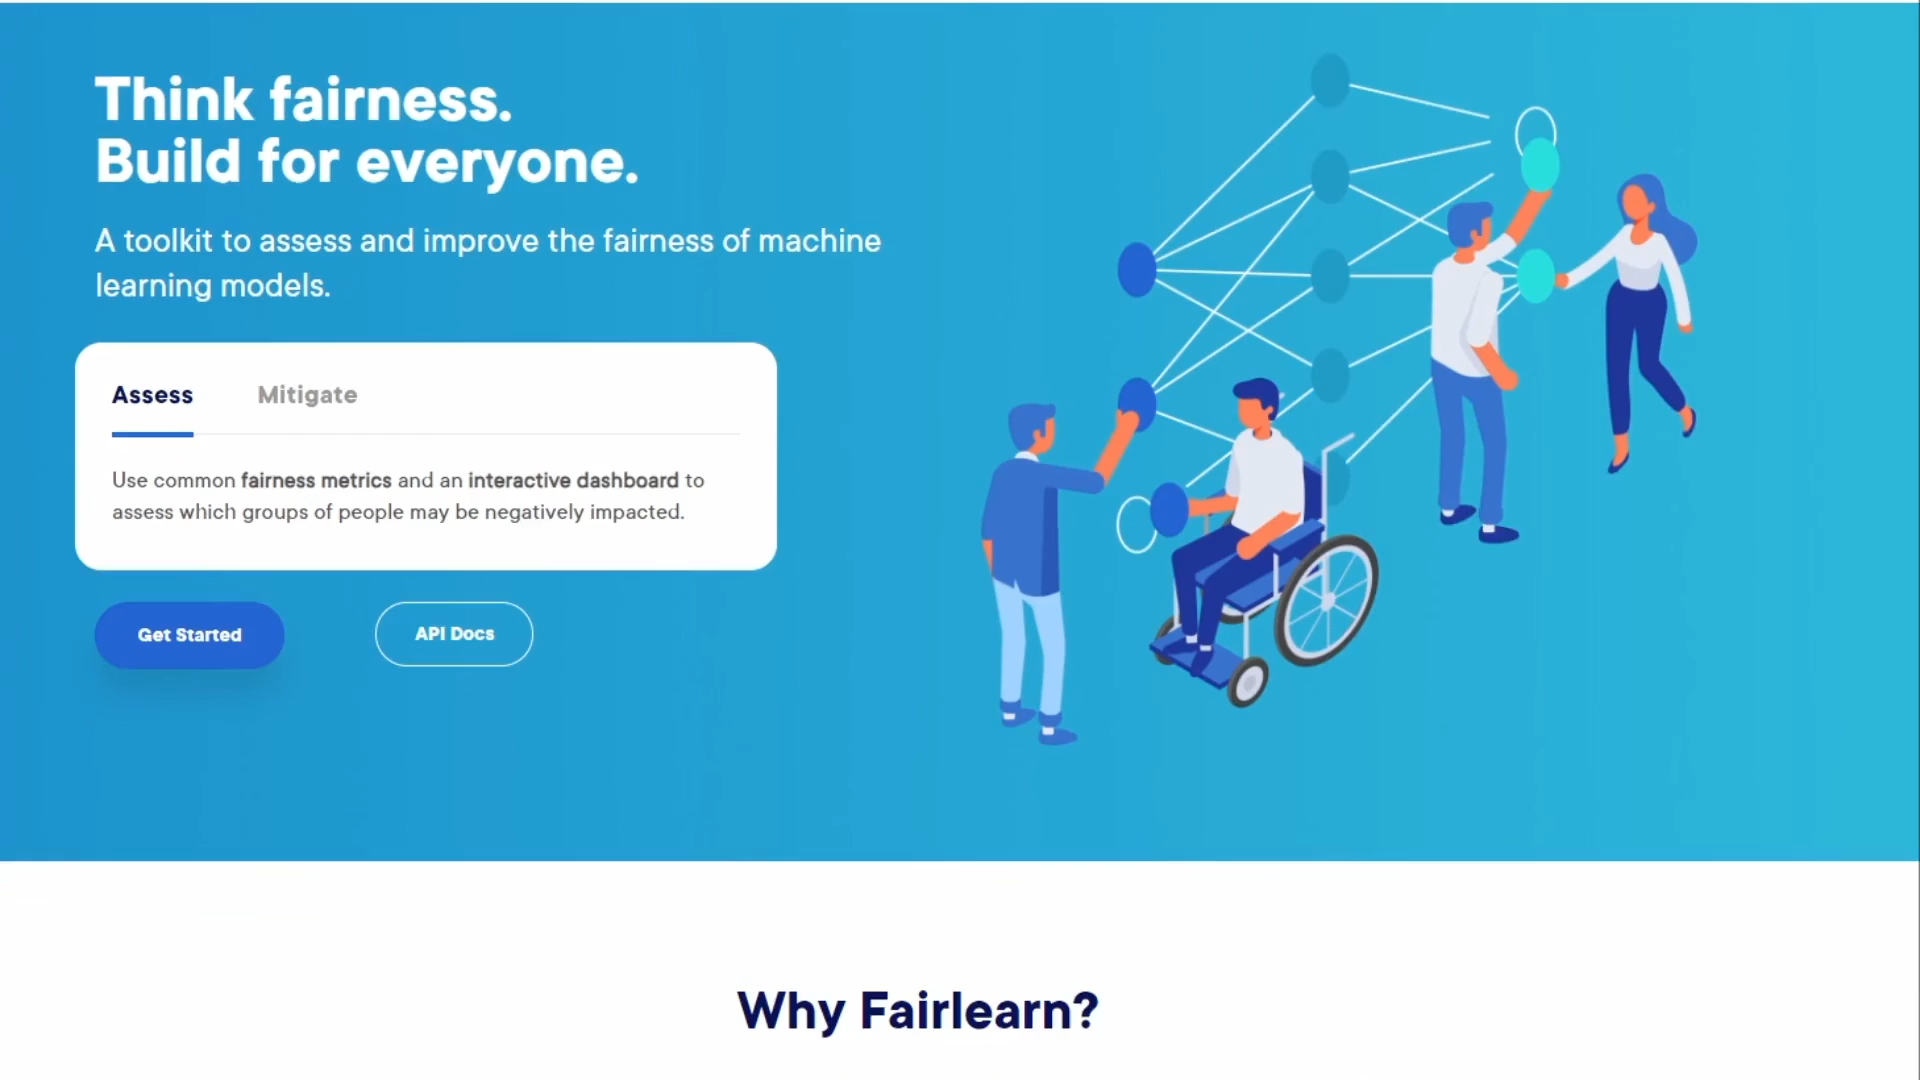 Think fairness.
Build for everyone.
A toolkit to assess and improve the fairness of machine
learning models.
Assess
Mitigate
Use common fairness metrics and an interactive dashboard to
assess which groups of people may be negatively impacted.
Get Started
API Docs
Why Fairlearn?